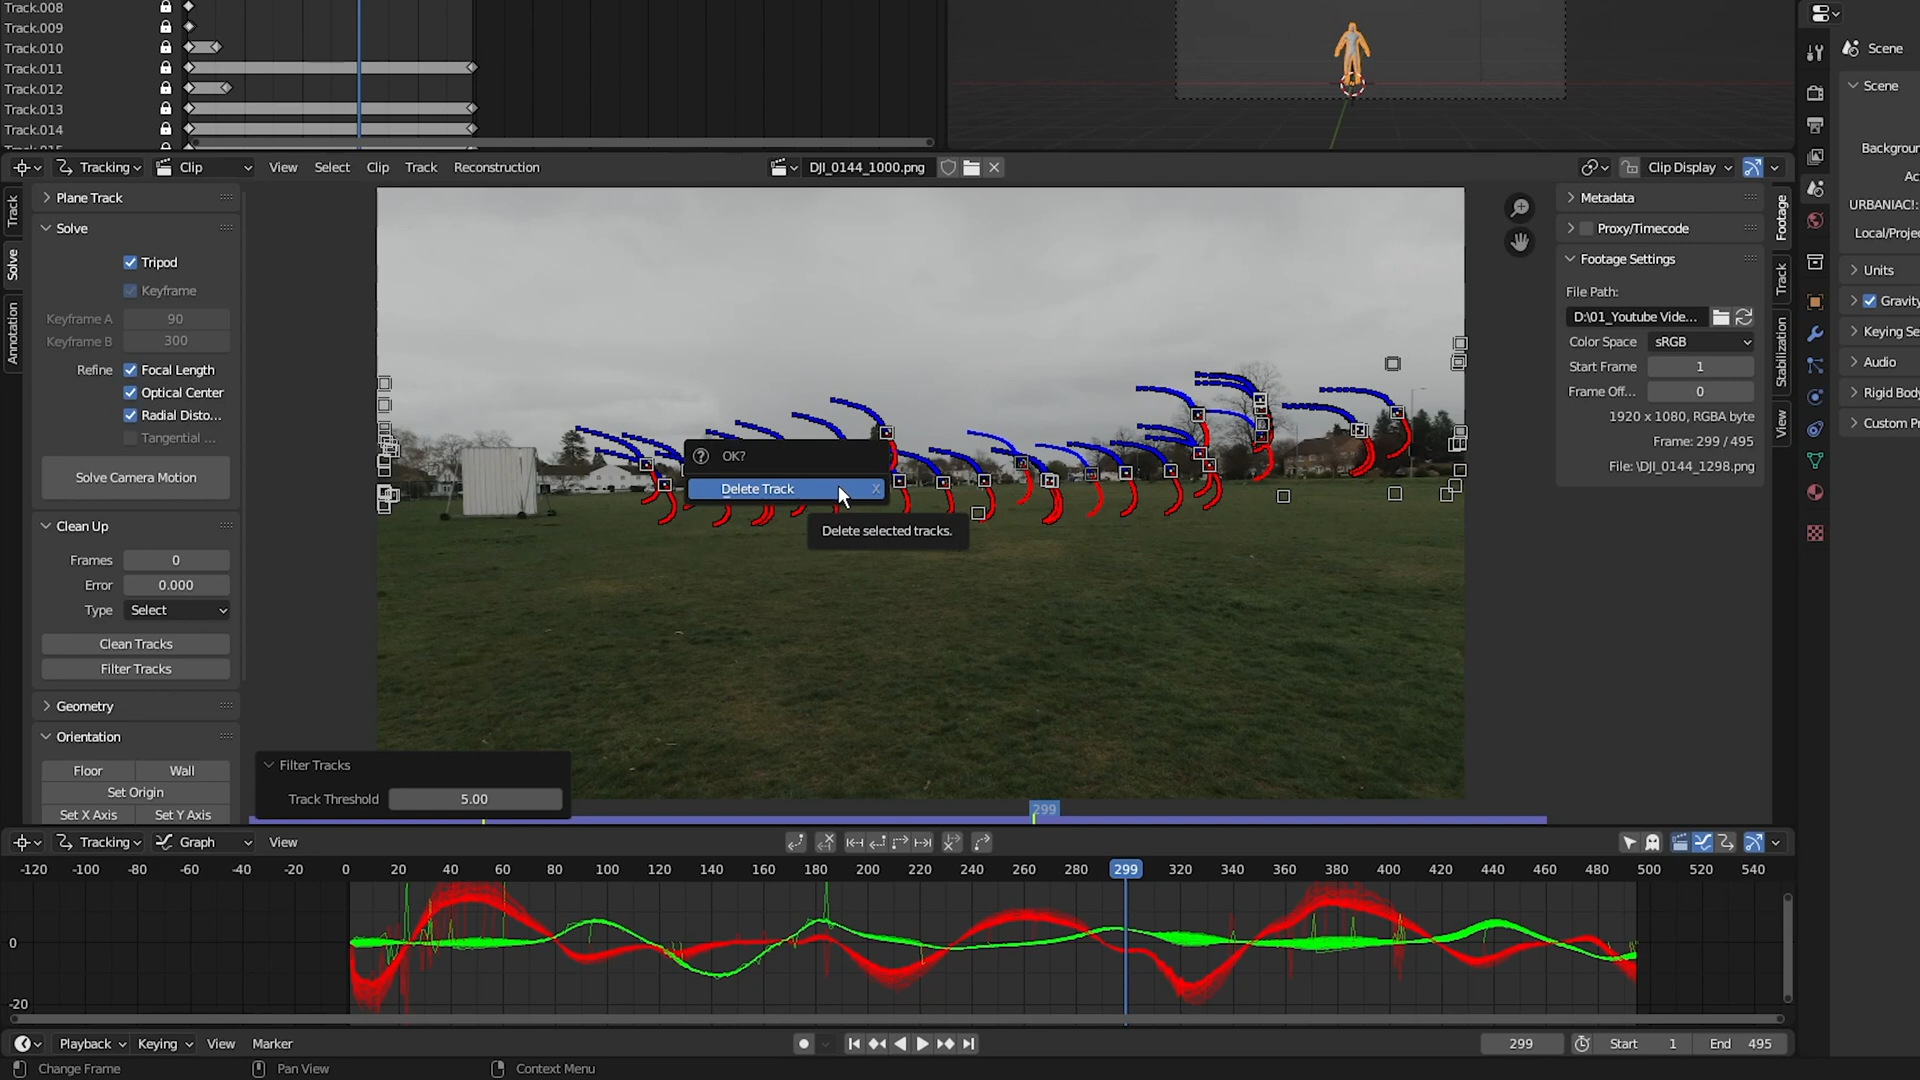 Track.008
Track.009
Track.010
Track.011
Track.012
Track.013
Track.014
Scene
Scene
Tracking
Clip
View
Select
Clip
Track
Reconstruction
DJI_0144_1000.png
Clip Display
Track
Solve
Annotation
Plane Track
Solve
Tripod
Keyframe
Keyframe A 90
Keyframe B 300
Refine Focal Length
Optical Center
Radial Disto...
Tangential ...
Solve Camera Motion
Clean Up
Frames 0
Error 0.000
Type Select
Clean Tracks
Filter Tracks
Geometry
Orientation
Floor Wall
Set Origin
Set X Axis Set Y Axis
OK?
Delete Track X
Delete selected tracks.
Filter Tracks
Track Threshold 5.00
299
Metadata
Proxy/Timecode
Footage Settings
File Path:
D:\01_Youtube Vide...
Color Space sRGB
Start Frame 1
Frame Off... 0
1920 x 1080, RGBA byte
Frame: 299 / 495
File: \DJI_0144_1298.png
Footage
Track
Stabilization
View
Backgroun
Ac
URBANIAC!:
Local/Projec
Units
Gravity
Keying Se
Audio
Rigid Body
Custom Pr
Tracking
Graph
View
-120 -100 -80 -60 -40 -20 0 20 40 60 80 100 120 140 160 180 200 220 240 260 280 299 320 340 360 380 400 420 440 460 480 500 520 540
0
-20
Playback
Keying
View
Marker
299
Start 1
End 495
Change Frame
Pan View
Context Menu